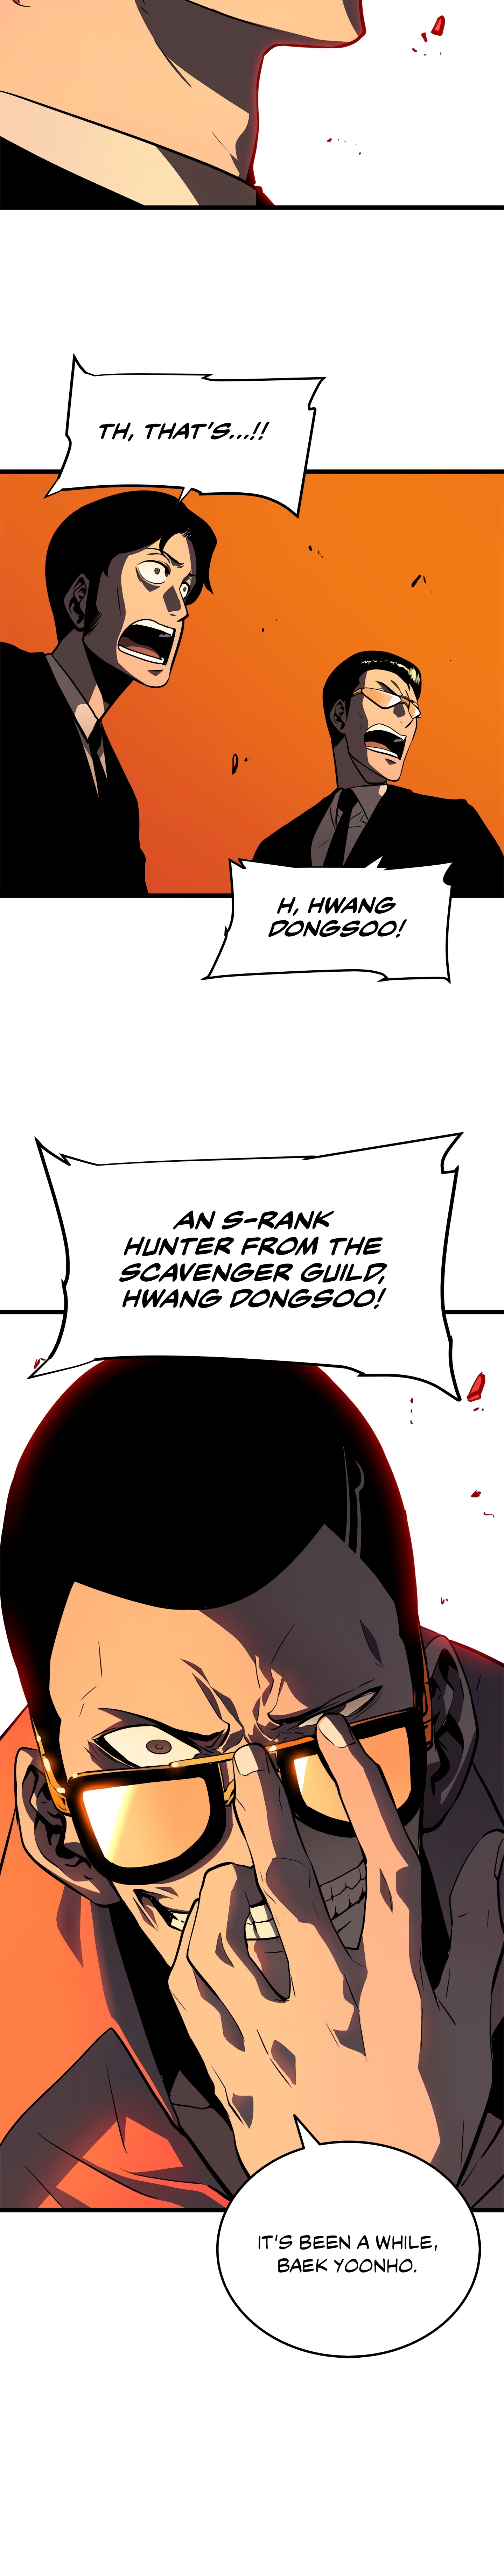 TH, THAT'S...!!
H, HWANG
DONGSOO!
AN S-RANK
HUNTER FROM THE
SCAVENGER GUILD,
HWANG DONGSOO!
IT'S BEEN A WHILE,
BAEK YOONHO.